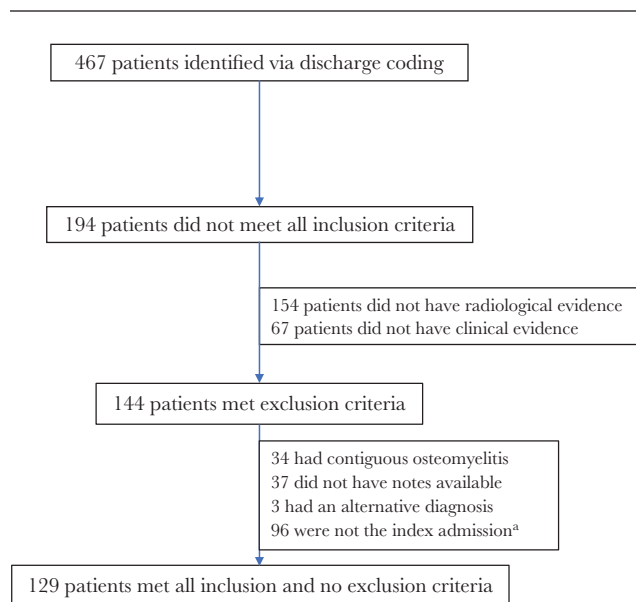 467 patients identified via discharge coding
194 patients did not meet all inclusion criteria
154 patients did not have radiological evidence
67 patients did not have clinical evidence
144 patients met exclusion criteria
34 had contiguous osteomyelitis
37 did not have notes available
3 had an alternative diagnosis
96 were not the index admissionᵃ
129 patients met all inclusion and no exclusion criteria